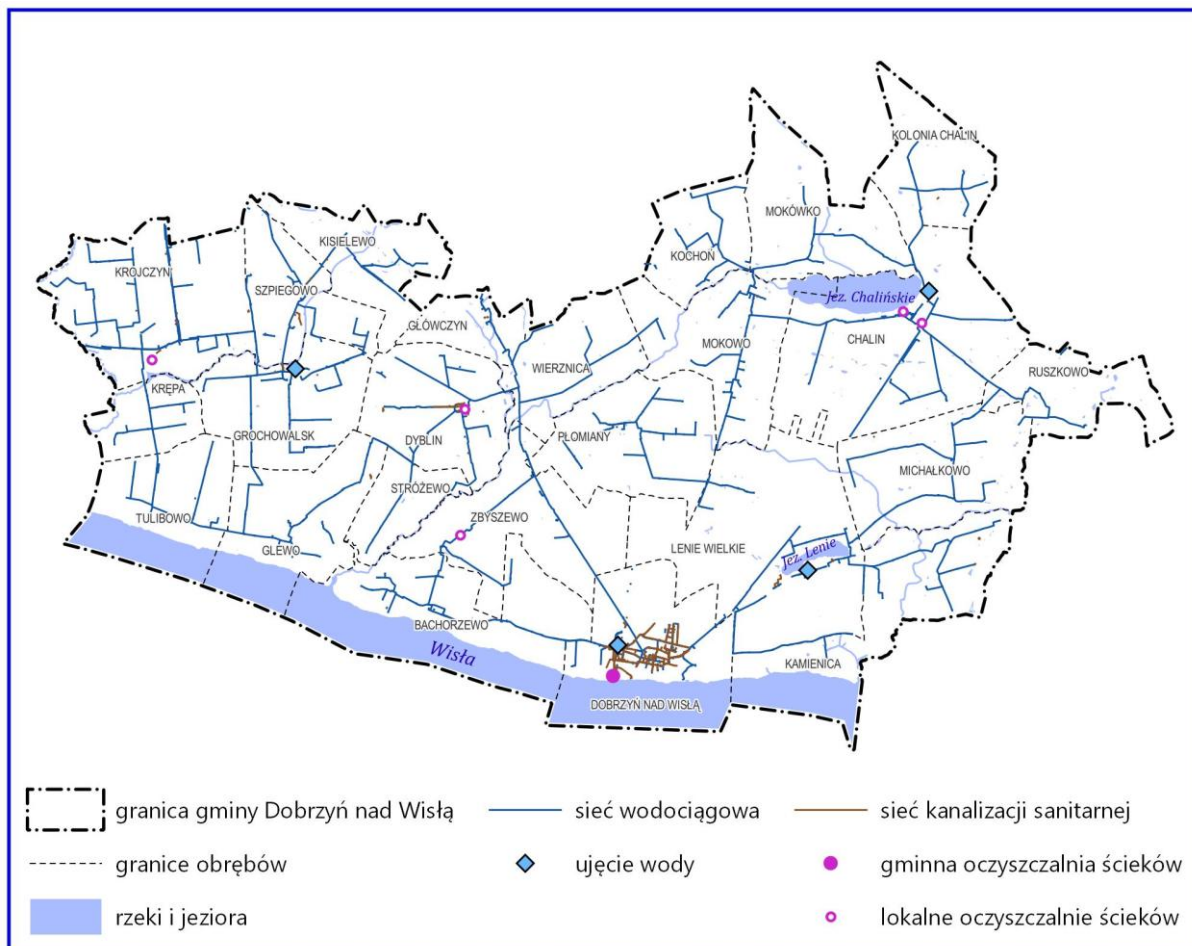 KOLONIA CHALIN
MOKÓWKO
KISIELEWO
KOCHOŃ
KROJCZYN
SZPIEGOWO
Jez. Chalińskie
GŁÓWCZYN
CHALIN
MOKOWO
WIERZNICA
RUSZKOWO
KRĘPA
GROCHOWALSK
DYBLIN
PŁOMIANY
MICHAŁKOWO
STRÓŻEWO
TULIBOWO
ZBYSZEWO
GLEWO
LENIE WIELKIE
Jez. Lenie
BACHORZEWO
Wisła
KAMIENICA
DOBRZYŃ NAD WISŁĄ
granica gminy Dobrzyń nad Wisłą
sieć wodociągowa
sieć kanalizacji sanitarnej
granice obrębów
ujęcie wody
gminna oczyszczalnia ścieków
rzeki i jeziora
lokalne oczyszczalnie ścieków